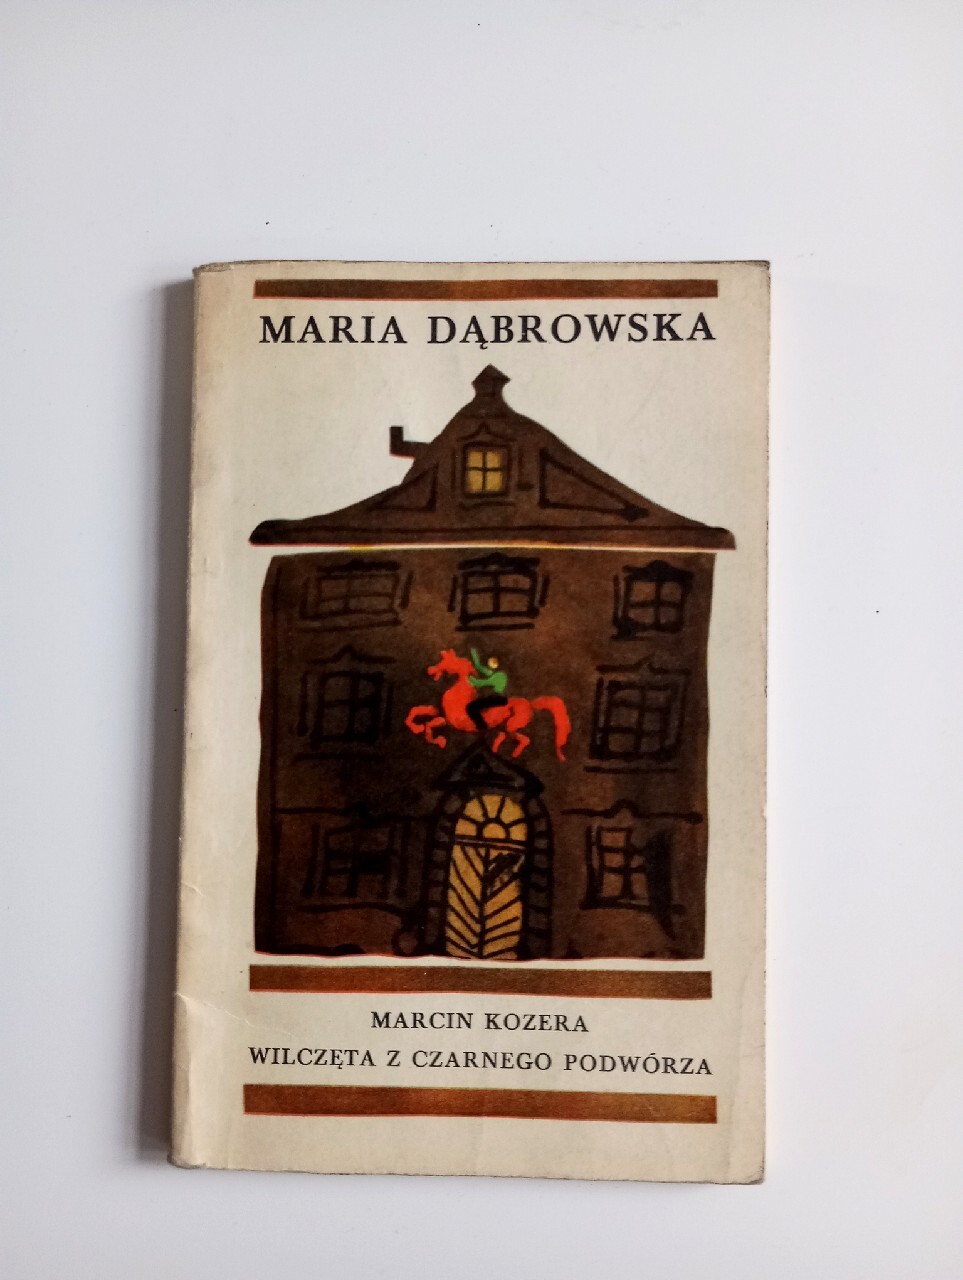 MARIA DĄBROWSKA
MARCIN KOZERA
WILCZĘTA Z CZARNEGO PODWÓRZA